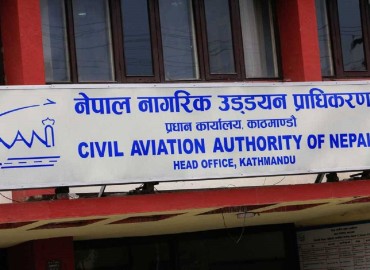 नेपाल नागरिक उड्डयन प्राधिकरण
प्रधान कार्यालय, काठमाण्डौ
CIVIL AVIATION AUTHORITY OF NEPAL
HEAD OFFICE, KATHMANDU